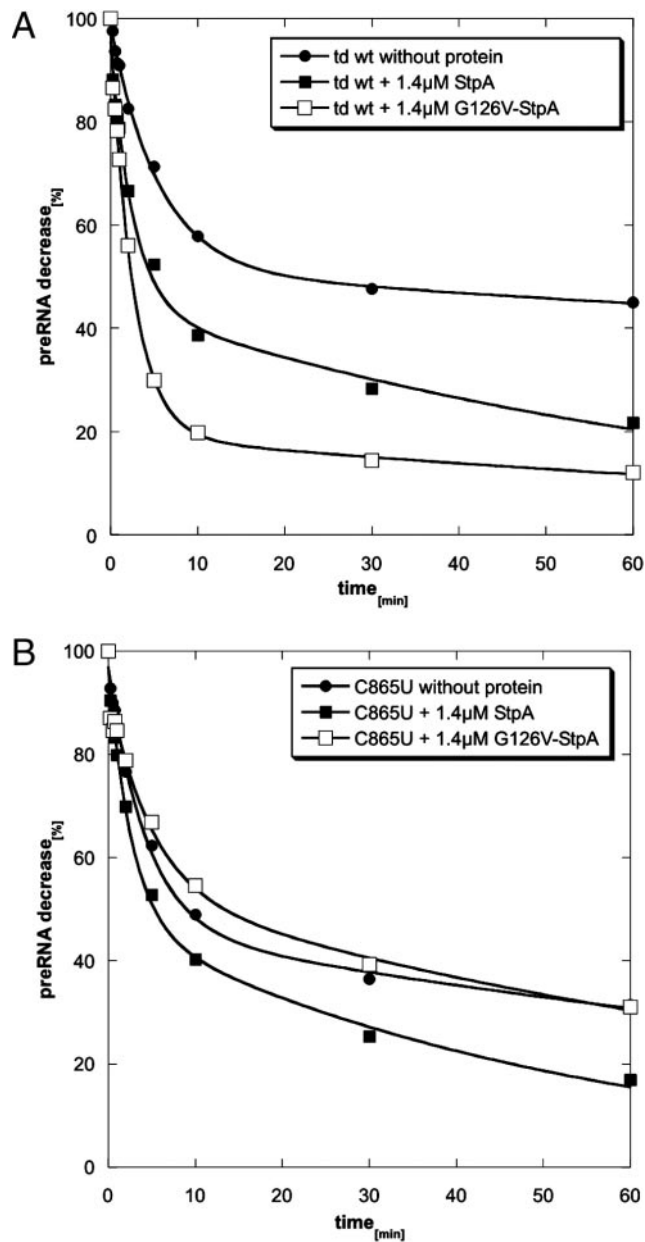 A
100
80
60
40
20
0
preRNA decrease[%]
td wt without protein
td wt + 1.4µM StpA
td wt + 1.4µM G126V-StpA
0 10 20 30 40 50 60
time[min]
B
100
80
60
40
20
0
preRNA decrease[%]
C865U without protein
C865U + 1.4µM StpA
C865U + 1.4µM G126V-StpA
0 10 20 30 40 50 60
time[min]